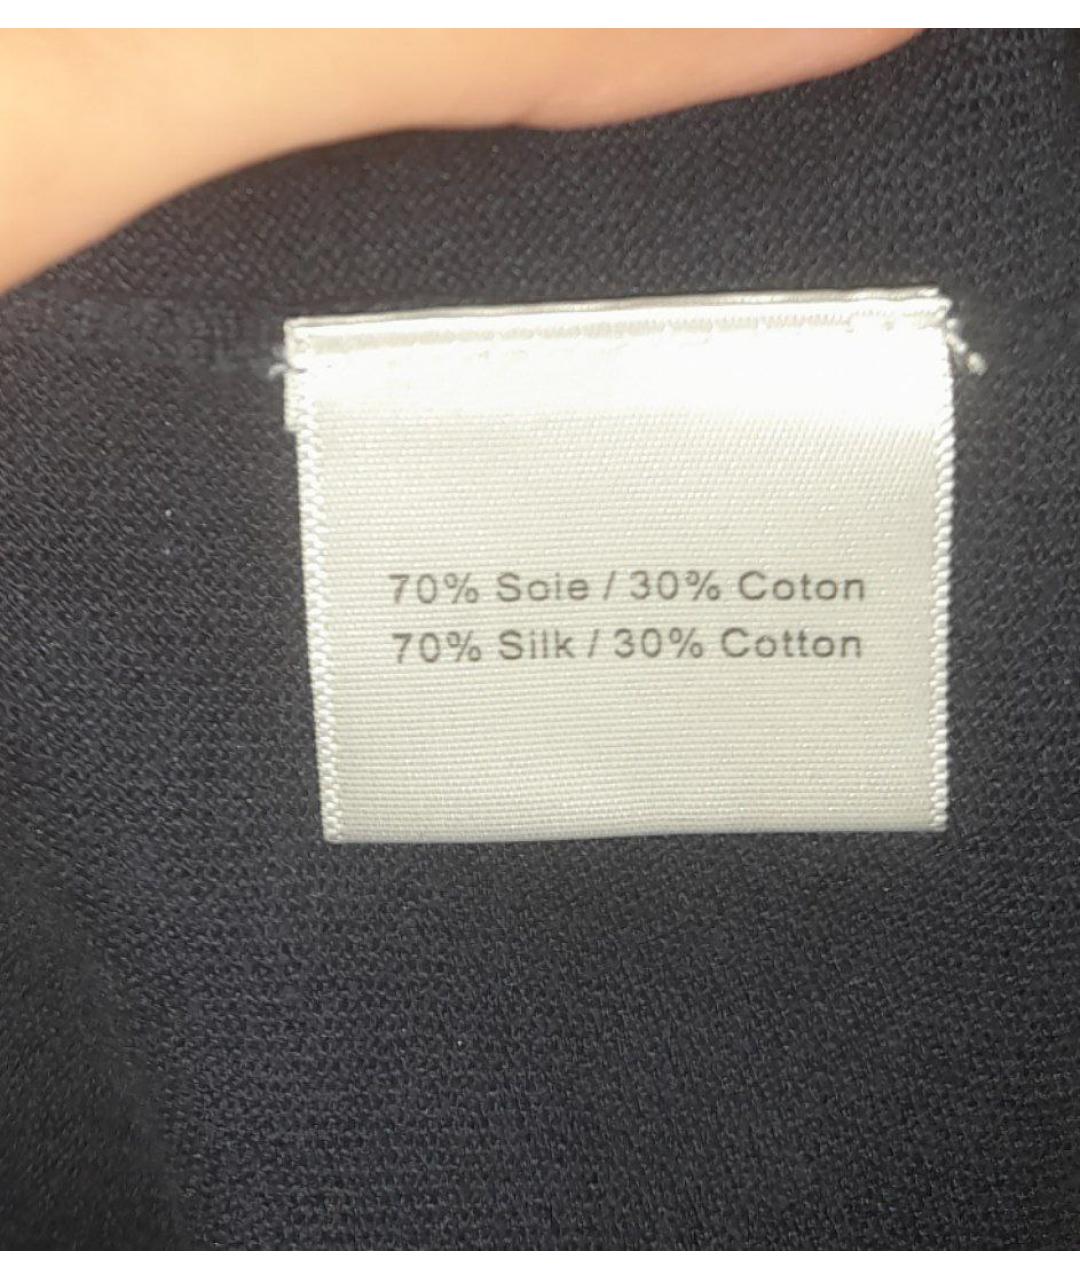 70% Soie / 30% Coton
70% Silk / 30% Cotton